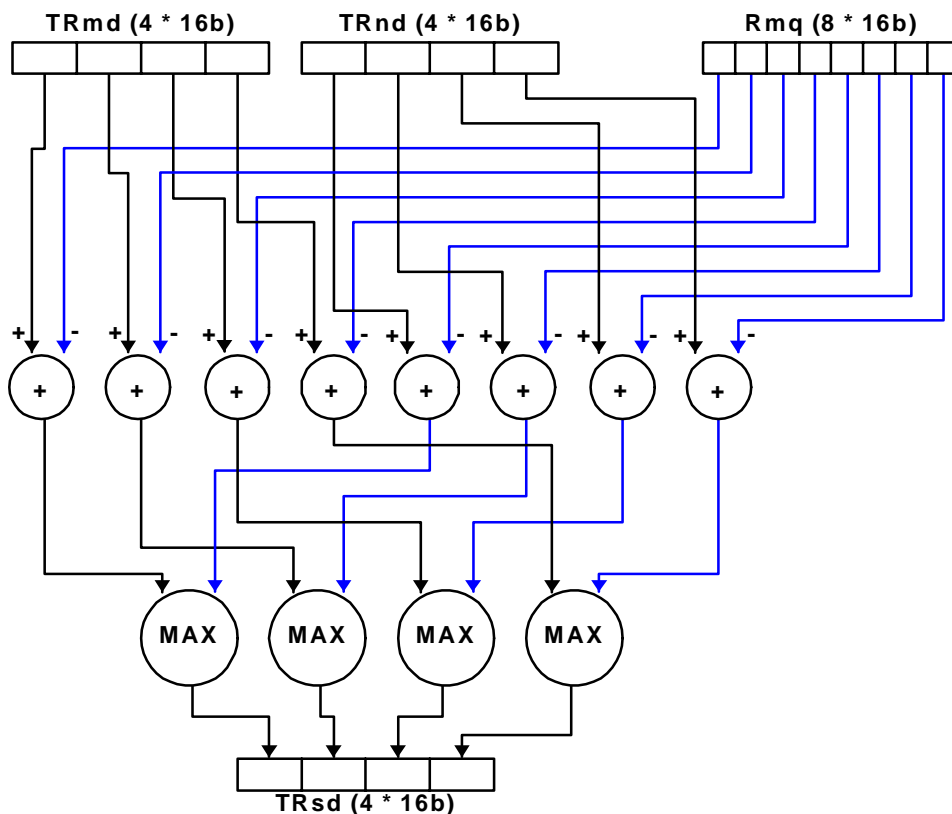 TRmd (4 * 16b) TRnd (4 * 16b) Rmq (8 * 16b)
+ - + - + - + - + - + - + - + -
+ + + + + + + +
MAX MAX MAX MAX
TRsd (4 * 16b)